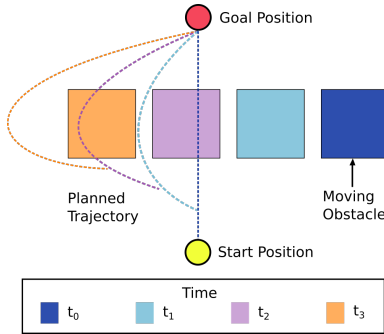 Goal Position
Planned
Trajectory
Moving
Obstacle
Start Position
Time
t0
t1
t2
t3